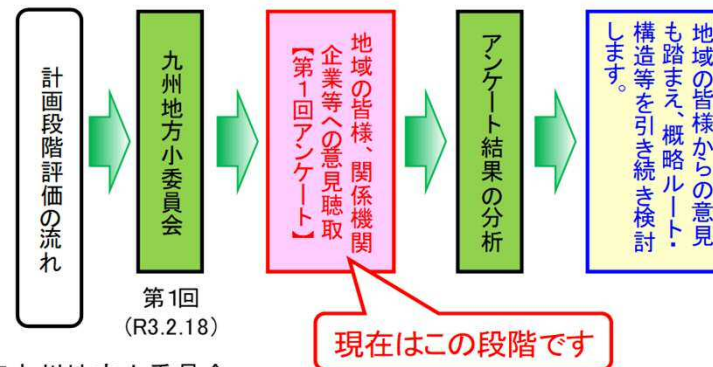 計画段階評価の流れ
九州地方小委員会
第1回
(R3.2.18)
地域の皆様、関係機関
企業等への意見聴取
【第1回アンケート】
アンケート結果の分析
地域の皆様からの意見
も踏まえ、概略ルート・
構造等を引き続き検討
します。
現在はこの段階です